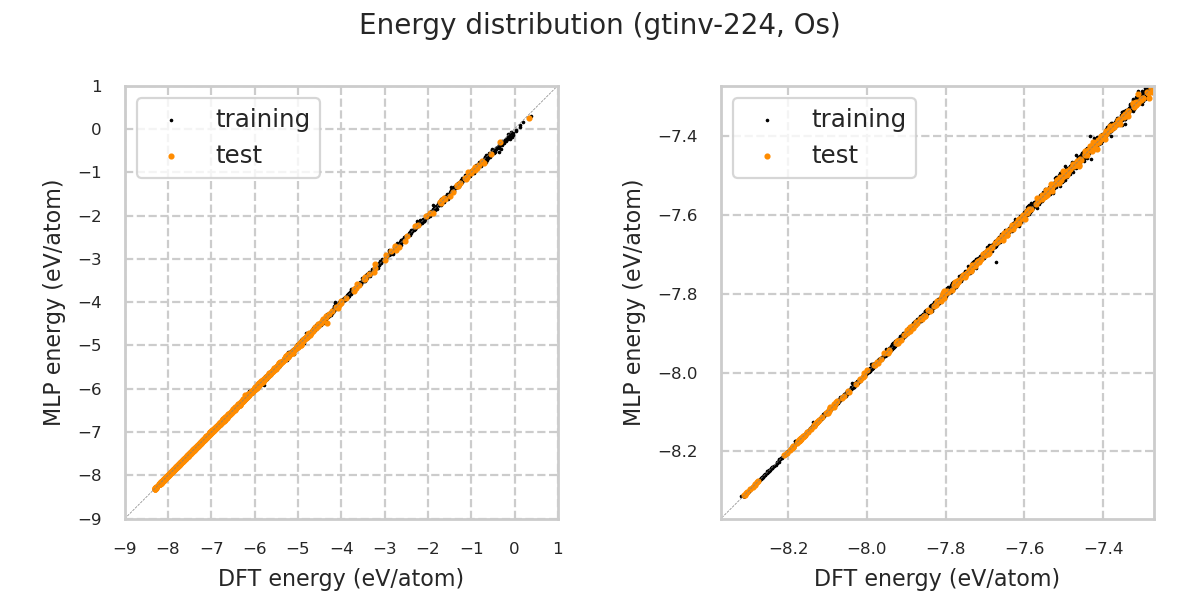 Energy distribution (gtinv-224, Os)
training
test
1
0
−1
−2
−3
−4
−5
−6
−7
−8
−9
MLP energy (eV/atom)
−9 −8 −7 −6 −5 −4 −3 −2 −1 0 1
DFT energy (eV/atom)
training
test
−7.4
−7.6
−7.8
−8.0
−8.2
MLP energy (eV/atom)
−8.2 −8.0 −7.8 −7.6 −7.4
DFT energy (eV/atom)